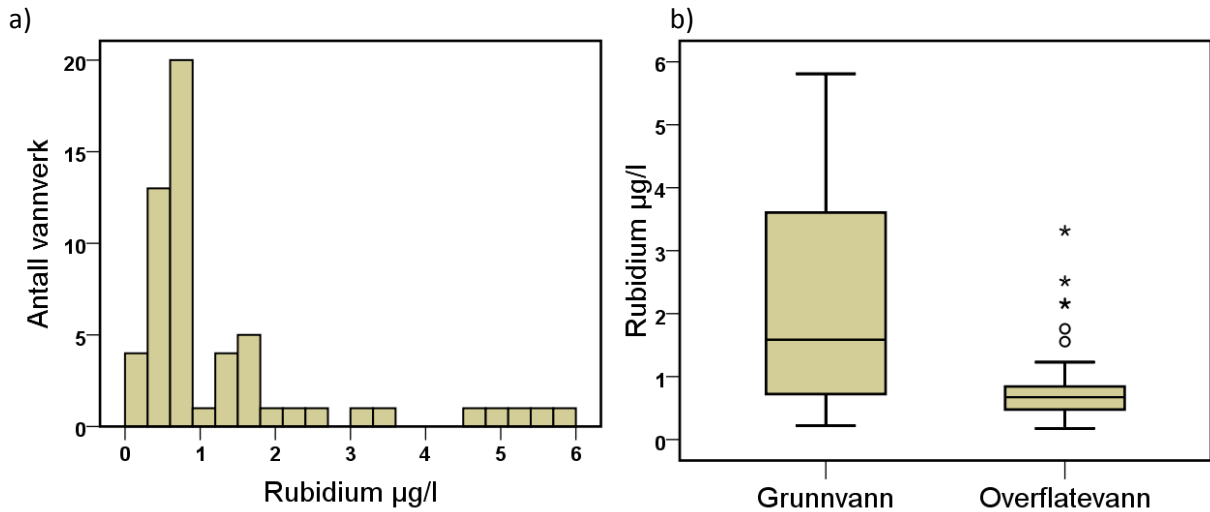 a)
20
15
10
5
0
Antall vannverk
0 1 2 3 4 5 6
Rubidium µg/l
b)
6
5
4
3
2
1
0
Rubidium µg/l
Grunnvann Overflatevann